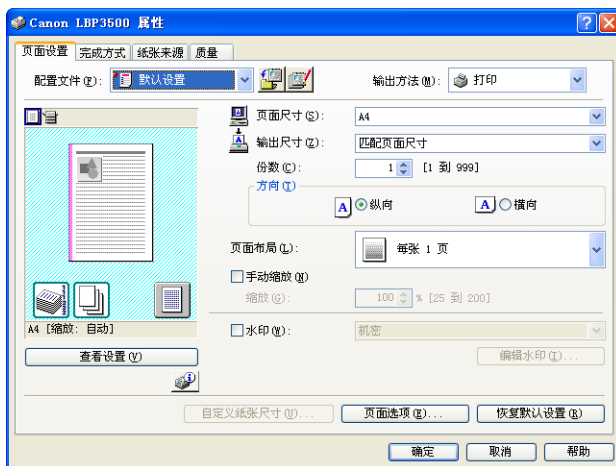 Canon LBP3500 属性
页面设置 完成方式 纸张来源 质量
配置文件(F): 默认设置 输出方法(M): 打印
页面尺寸(S): A4
输出尺寸(Z): 匹配页面尺寸
份数(C): 1 [1 到 999]
方向(T)
A 纵向 A 横向
页面布局(L): 每张 1 页
手动缩放(N)
缩放(G): 100 % [25 到 200]
A4 [缩放: 自动]
水印(W): 机密
查看设置(V) 编辑水印(I)...
自定义纸张尺寸(U)... 页面选项(E)... 恢复默认设置(R)
确定 取消 帮助